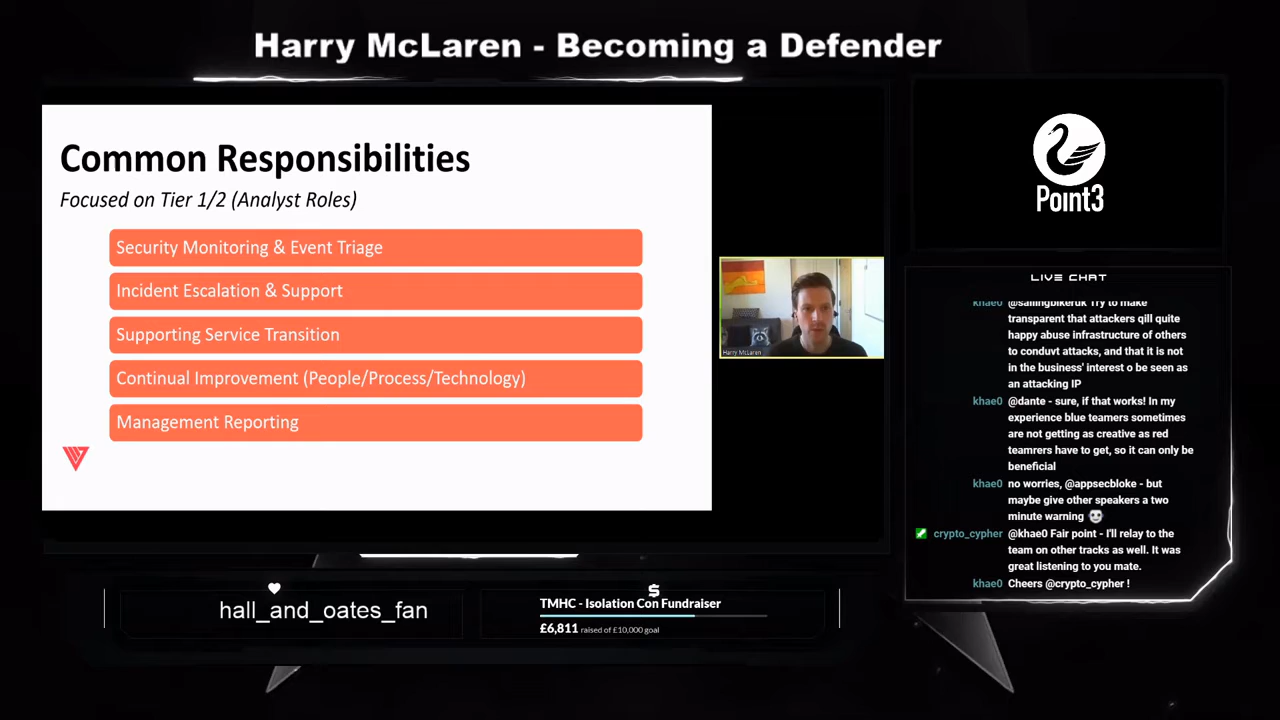 Harry McLaren - Becoming a Defender
Common Responsibilities
Focused on Tier 1/2 (Analyst Roles)
Security Monitoring & Event Triage
Incident Escalation & Support
Supporting Service Transition
Continual Improvement (People/Process/Technology)
Management Reporting
Harry McLaren
Point3
LIVE CHAT
khae0 @sailingbikeruk Try to make
transparent that attackers qill quite
happy abuse infrastructure of others
to conduvt attacks, and that it is not
in the business' interest o be seen as
an attacking IP
khae0 @dante - sure, if that works! In my
experience blue teamers sometimes
are not getting as creative as red
teamrers have to get, so it can only be
beneficial
khae0 no worries, @appsecbloke - but
maybe give other speakers a two
minute warning
crypto_cypher @khae0 Fair point - I'll relay to the
team on other tracks as well. It was
great listening to you mate.
khae0 Cheers @crypto_cypher !
hall_and_oates_fan
$
TMHC - Isolation Con Fundraiser
£6,811 raised of £10,000 goal